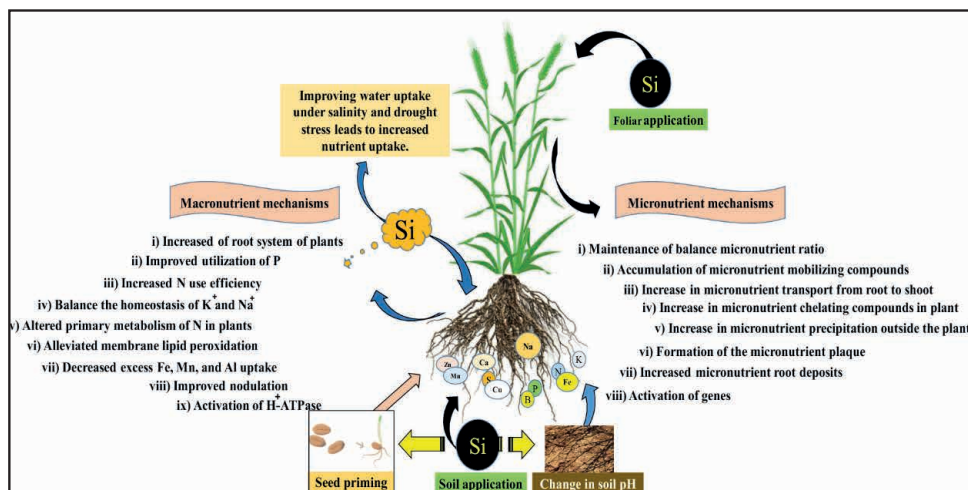 Si
Foliar application
Improving water uptake
under salinity and drought
stress leads to increased
nutrient uptake.
Macronutrient mechanisms
Si
i) Increased of root system of plants
ii) Improved utilization of P
iii) Increased N use efficiency
iv) Balance the homeostasis of K+ and Na+
v) Altered primary metabolism of N in plants
vi) Alleviated membrane lipid peroxidation
vii) Decreased excess Fe, Mn, and Al uptake
viii) Improved nodulation
ix) Activation of H+-ATPase
Micronutrient mechanisms
i) Maintenance of balance micronutrient ratio
ii) Accumulation of micronutrient mobilizing compounds
iii) Increase in micronutrient transport from root to shoot
iv) Increase in micronutrient chelating compounds in plant
v) Increase in micronutrient precipitation outside the plant
vi) Formation of the micronutrient plaque
vii) Increased micronutrient root deposits
viii) Activation of genes
Na
Zn
Ca
K
Mn
S
N
Fe
Cu
P
B
Seed priming
Si
Soil application
Change in soil pH